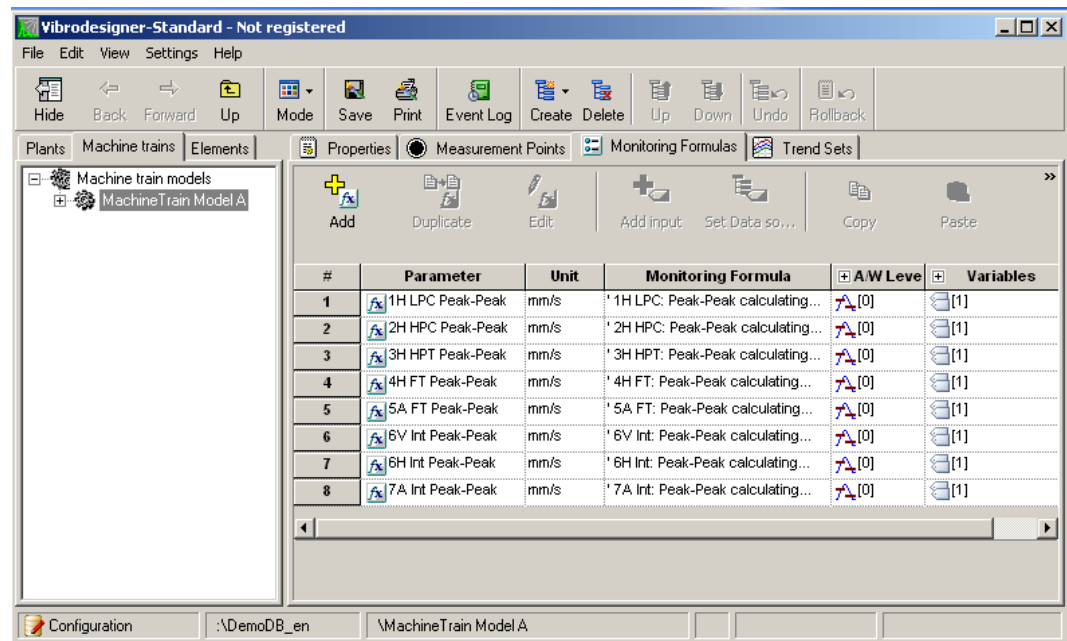 Vibrodesigner-Standard - Not registered
File Edit View Settings Help
Hide Back Forward Up Mode Save Print Event Log Create Delete Up Down Undo Rollback
Plants Machine trains Elements
Properties Measurement Points Monitoring Formulas Trend Sets
Machine train models
MachineTrain Model A
»
Add Duplicate Edit Add input Set Data so... Copy Paste
# Parameter Unit Monitoring Formula A/W Leve Variables
1 1H LPC Peak-Peak mm/s ' 1H LPC: Peak-Peak calculating... [0] [1]
2 2H HPC Peak-Peak mm/s ' 2H HPC: Peak-Peak calculating... [0] [1]
3 3H HPT Peak-Peak mm/s ' 3H HPT: Peak-Peak calculating... [0] [1]
4 4H FT Peak-Peak mm/s ' 4H FT: Peak-Peak calculating... [0] [1]
5 5A FT Peak-Peak mm/s ' 5A FT: Peak-Peak calculating... [0] [1]
6 6V Int Peak-Peak mm/s ' 6V Int: Peak-Peak calculating... [0] [1]
7 6H Int Peak-Peak mm/s ' 6H Int: Peak-Peak calculating... [0] [1]
8 7A Int Peak-Peak mm/s ' 7A Int: Peak-Peak calculating... [0] [1]
Configuration :\DemoDB_en \MachineTrain Model A